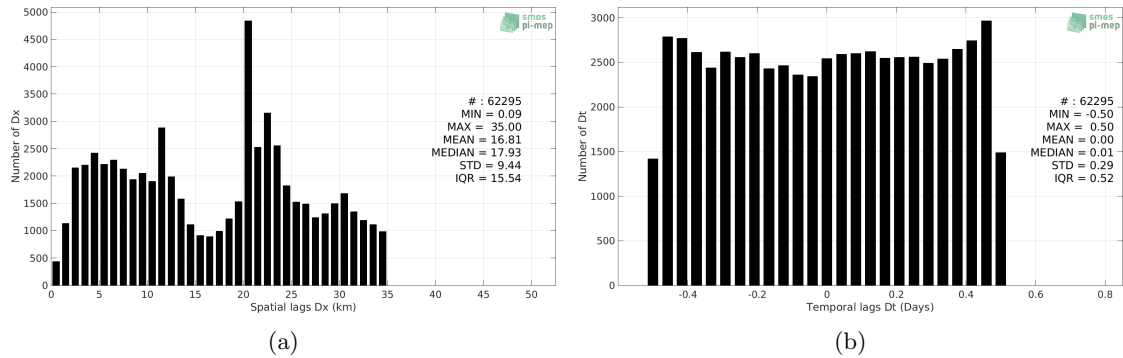 5000
4500
4000
3500
3000
2500
2000
1500
1000
500
0
Number of Dx
0 5 10 15 20 25 30 35 40 45 50
Spatial lags Dx (km)
smos
pi-mep
# : 62295
MIN = 0.09
MAX = 35.00
MEAN = 16.81
MEDIAN = 17.93
STD = 9.44
IQR = 15.54
(a)
3000
2500
2000
1500
1000
500
0
Number of Dt
-0.4 -0.2 0 0.2 0.4 0.6 0.8
Temporal lags Dt (Days)
smos
pi-mep
# : 62295
MIN = -0.50
MAX = 0.50
MEAN = 0.00
MEDIAN = 0.01
STD = 0.29
IQR = 0.52
(b)